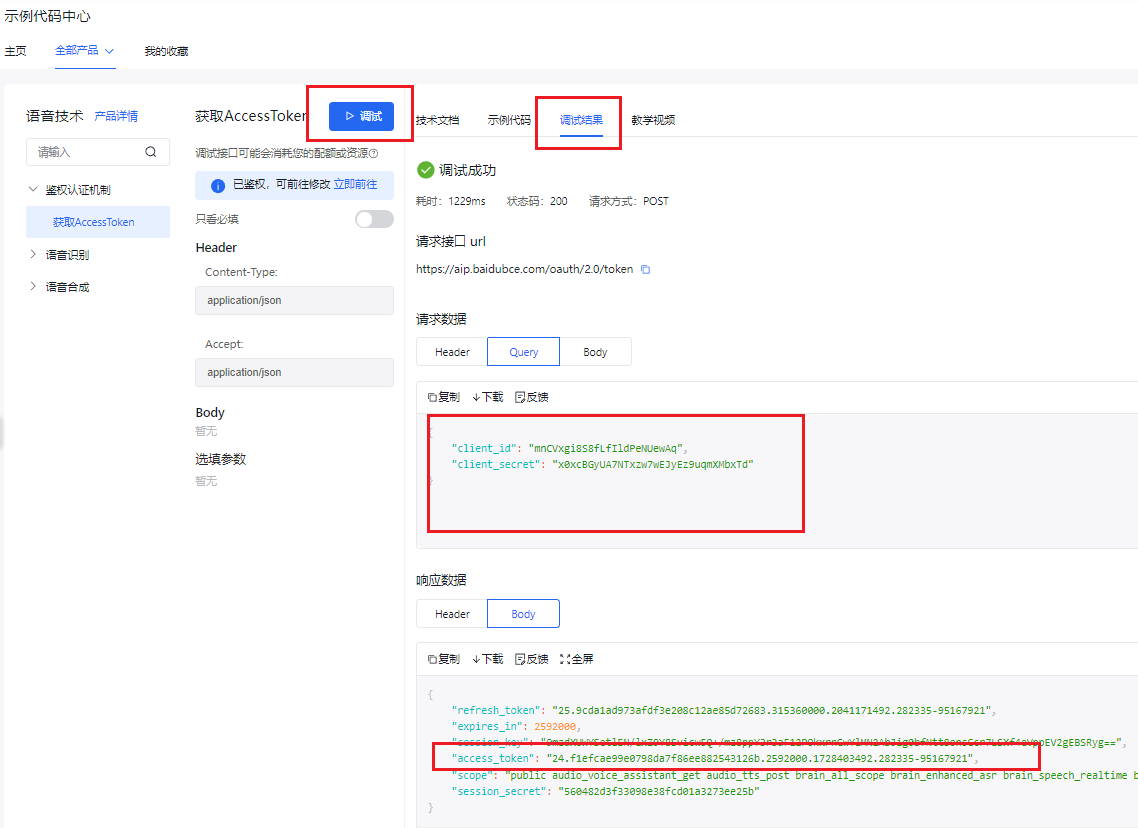 示例代码中心
主页 全部产品 我的收藏
语音技术 产品详情
请输入
鉴权认证机制
获取AccessToken
语音识别
语音合成
获取AccessToken 调试
调试接口可能会消耗您的配额或资源
已鉴权，可前往修改 立即前往
只看必填
Header
Content-Type:
application/json
Accept:
application/json
Body
暂无
选填参数
暂无
技术文档 示例代码 调试结果 教学视频
调试成功
耗时：1229ms 状态码：200 请求方式：POST
请求接口 url
https://aip.baidubce.com/oauth/2.0/token
请求数据
Header Query Body
复制 下载 反馈
{
"client_id": "mnCVxgi8S8fLfIldPeNUewAq",
"client_secret": "x0xcBGyUA7NTxzw7wEJyEz9uqmXMbxTd"
}
响应数据
Header Body
复制 下载 反馈 全屏
{
"refresh_token": "25.9cda1ad973afdf3e208c12ae85d72683.315360000.2041171492.282335-95167921",
"expires_in": 2592000,
"session_key":
"access_token": "24.f1efcae99e0798da7f86ee882543126b.2592000.1728403492.282335-95167921",
"scope": "public audio_voice_assistant_get audio_tts_post brain_all_scope brain_enhanced_asr brain_speech_realtime b
"session_secret": "560482d3f33098e38fcd01a3273ee25b"
}